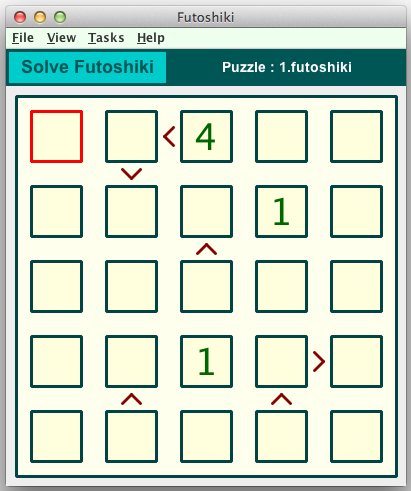 Futoshiki
File View Tasks Help
Solve Futoshiki Puzzle : 1.futoshiki
< 4
1
1 >